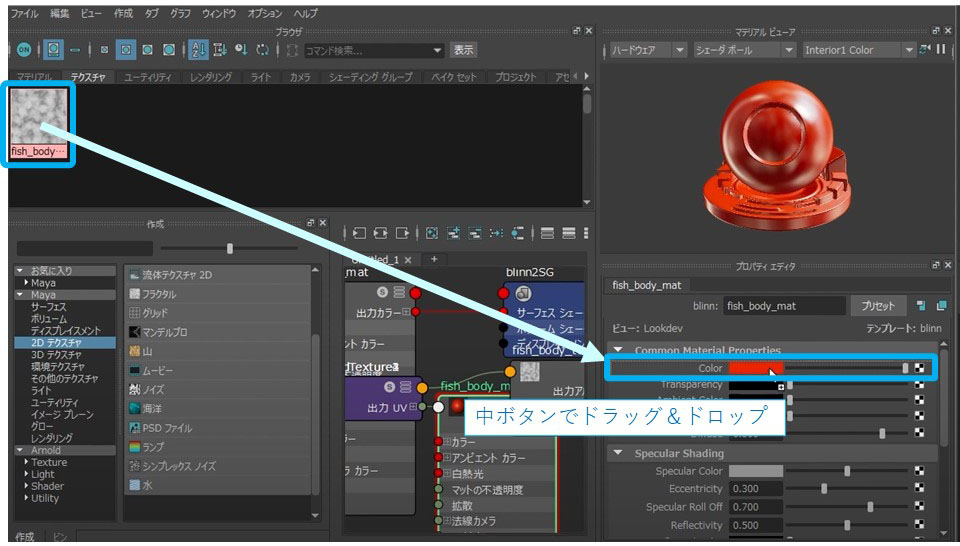 ファイル 編集 ビュー 作成 タブ グラフ ウィンドウ オプション ヘルプ
ブラウザ
ON
コマンド検索... 表示
マテリアル テクスチャ ユーティリティ レンダリング ライト カメラ シェーディング グループ ベイク セット プロジェクト アセ
fish_body…
マテリアル ビューア
ハードウェア シェーダ ボール Interior1 Color
作成
お気に入り
Maya
Maya
サーフェス
ボリューム
ディスプレイスメント
2D テクスチャ
3D テクスチャ
環境テクスチャ
その他のテクスチャ
ライト
ユーティリティ
イメージ プレーン
グロー
レンダリング
Arnold
Texture
Light
Shader
Utility
作成 ビン
流体テクスチャ 2D
フラクタル
グリッド
マンデルブロ
山
ムービー
ノイズ
海洋
PSD ファイル
ランプ
シンプレックス ノイズ
水
Untitled_1
_mat
出力カラー
ント カラー
dTexture1
出力 UV
ラー
ラ カラー
blinn2SG
サーフェス シェー
ボリューム シェー
fish_body_t
出力ア
fish_body_m
カラー
アンビエント カラー
白熱光
マットの不透明度
拡散
法線カメラ
中ボタンでドラッグ＆ドロップ
プロパティ エディタ
fish_body_mat
blinn: fish_body_mat プリセット
ビュー: Lookdev テンプレート: blinn
Common Material Properties
Color
Transparency
Ambient Color
Specular Shading
Specular Color
Eccentricity 0.300
Specular Roll Off 0.700
Reflectivity 0.500